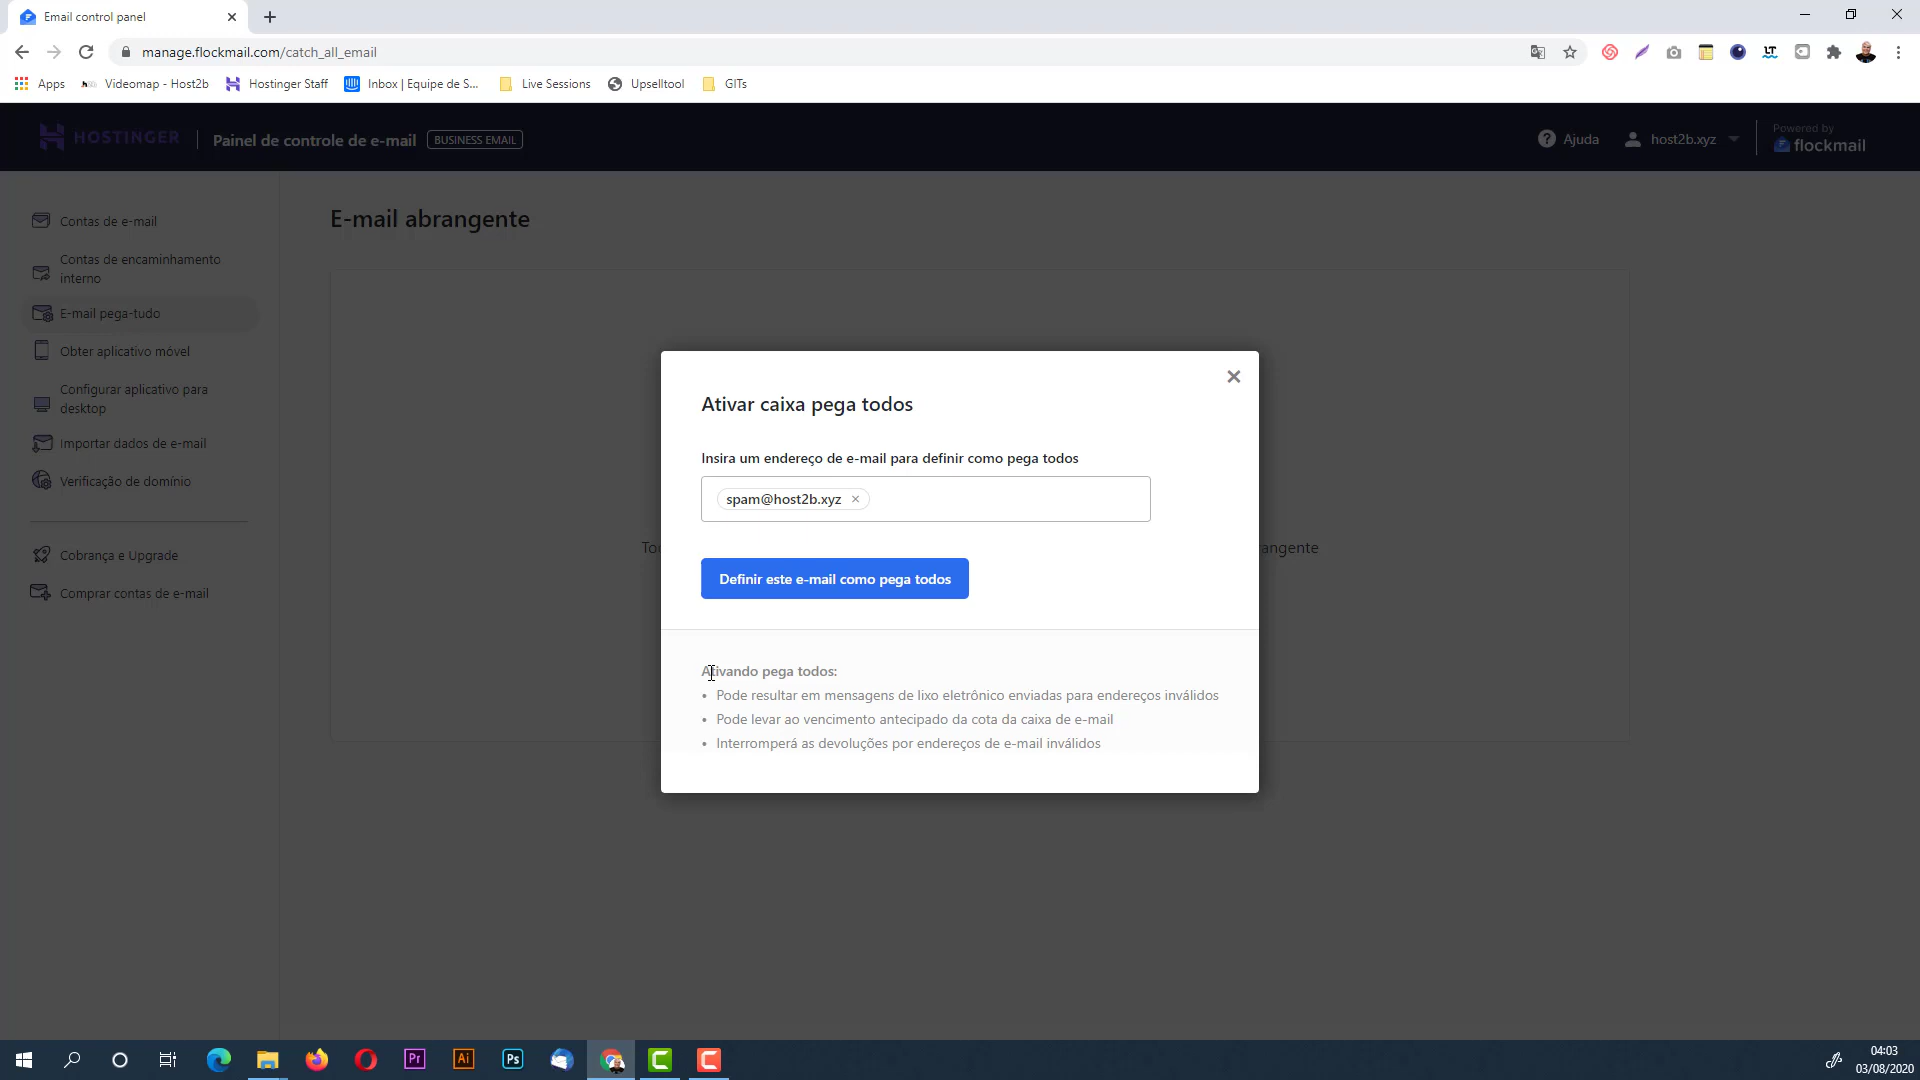 Email control panel
manage.flockmail.com/catch_all_email
Apps
Videomap - Host2b
Hostinger Staff
Inbox | Equipe de S...
Live Sessions
Upselltool
GITs
HOSTINGER
Painel de controle de e-mail
BUSINESS EMAIL
Ajuda
host2b.xyz
Powered by
flockmail
Contas de e-mail
Contas de encaminhamento
interno
E-mail pega-tudo
Obter aplicativo móvel
Configurar aplicativo para
desktop
Importar dados de e-mail
Verificação de domínio
Cobrança e Upgrade
Comprar contas de e-mail
E-mail abrangente
Ativar caixa pega todos
Insira um endereço de e-mail para definir como pega todos
spam@host2b.xyz
Definir este e-mail como pega todos
Ativando pega todos:
• Pode resultar em mensagens de lixo eletrônico enviadas para endereços inválidos
• Pode levar ao vencimento antecipado da cota da caixa de e-mail
• Interromperá as devoluções por endereços de e-mail inválidos
Pr
Ai
Ps
04:03
03/08/2020